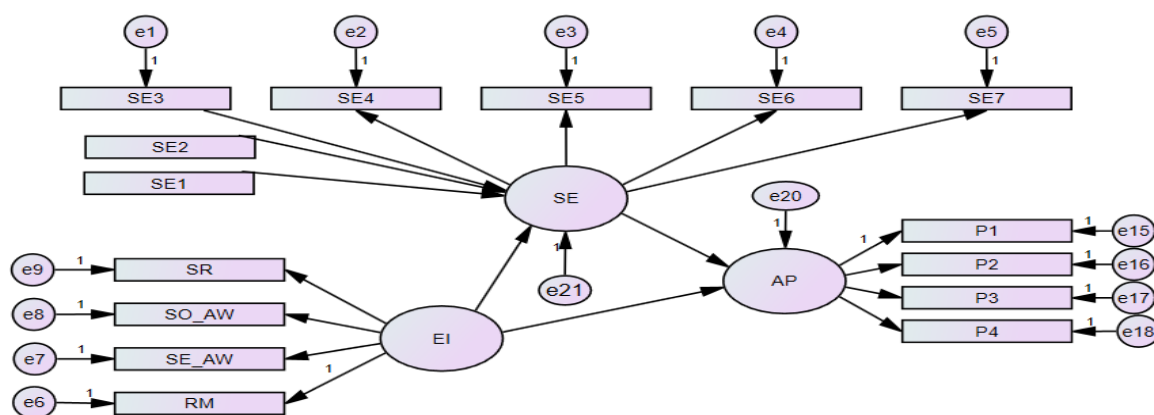 e1 e2 e3 e4 e5
1 1 1 1 1
SE3 SE4 SE5 SE6 SE7
SE2
SE1
SE
e20
1
P1 1 e15
1
P2 1 e16
AP
P3 1 e17
P4 1 e18
1
e21
e9 1 SR
e8 1 SO_AW
EI
e7 1 SE_AW
1
e6 1 RM